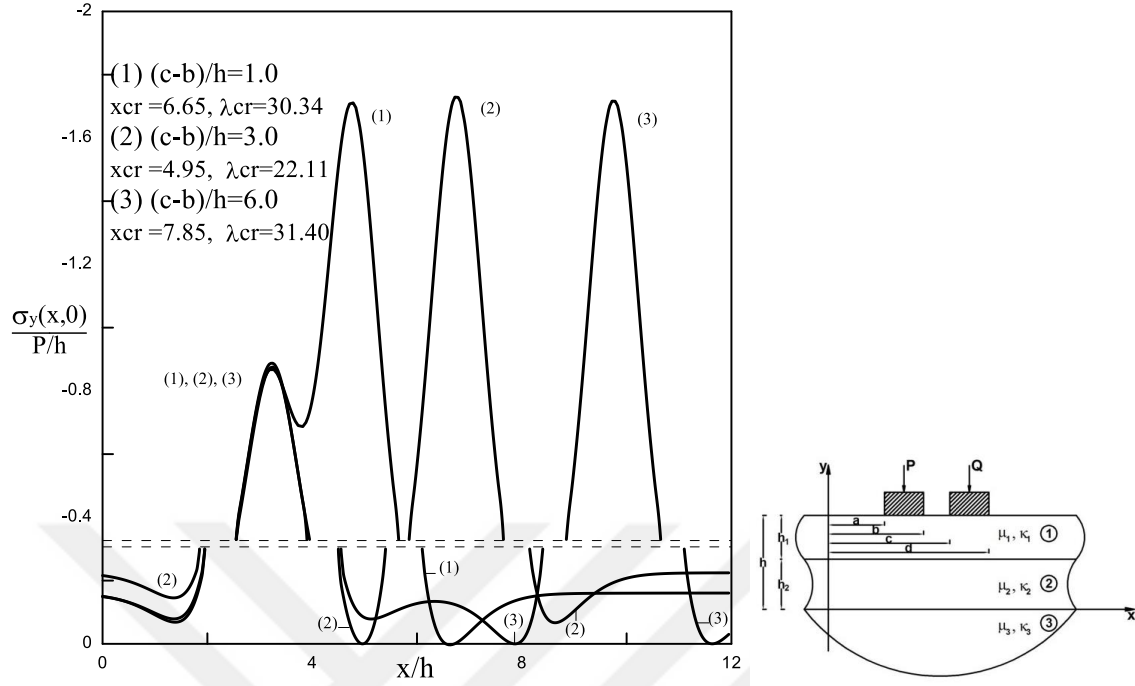 -2
(1) (c-b)/h=1.0
xcr =6.65, λcr=30.34
(2) (c-b)/h=3.0
xcr =4.95, λcr=22.11
(3) (c-b)/h=6.0
xcr =7.85, λcr=31.40
-1.6
-1.2
-0.8
-0.4
0
σy(x,0)
P/h
(1)
(2)
(3)
(1), (2), (3)
(2)
(2)
(1)
(3)
(2)
(3)
0
4
8
12
x/h
y
P
Q
a
b
c
d
h
h₁
h₂
μ₁, κ₁ ①
μ₂, κ₂ ②
μ₃, κ₃ ③
x